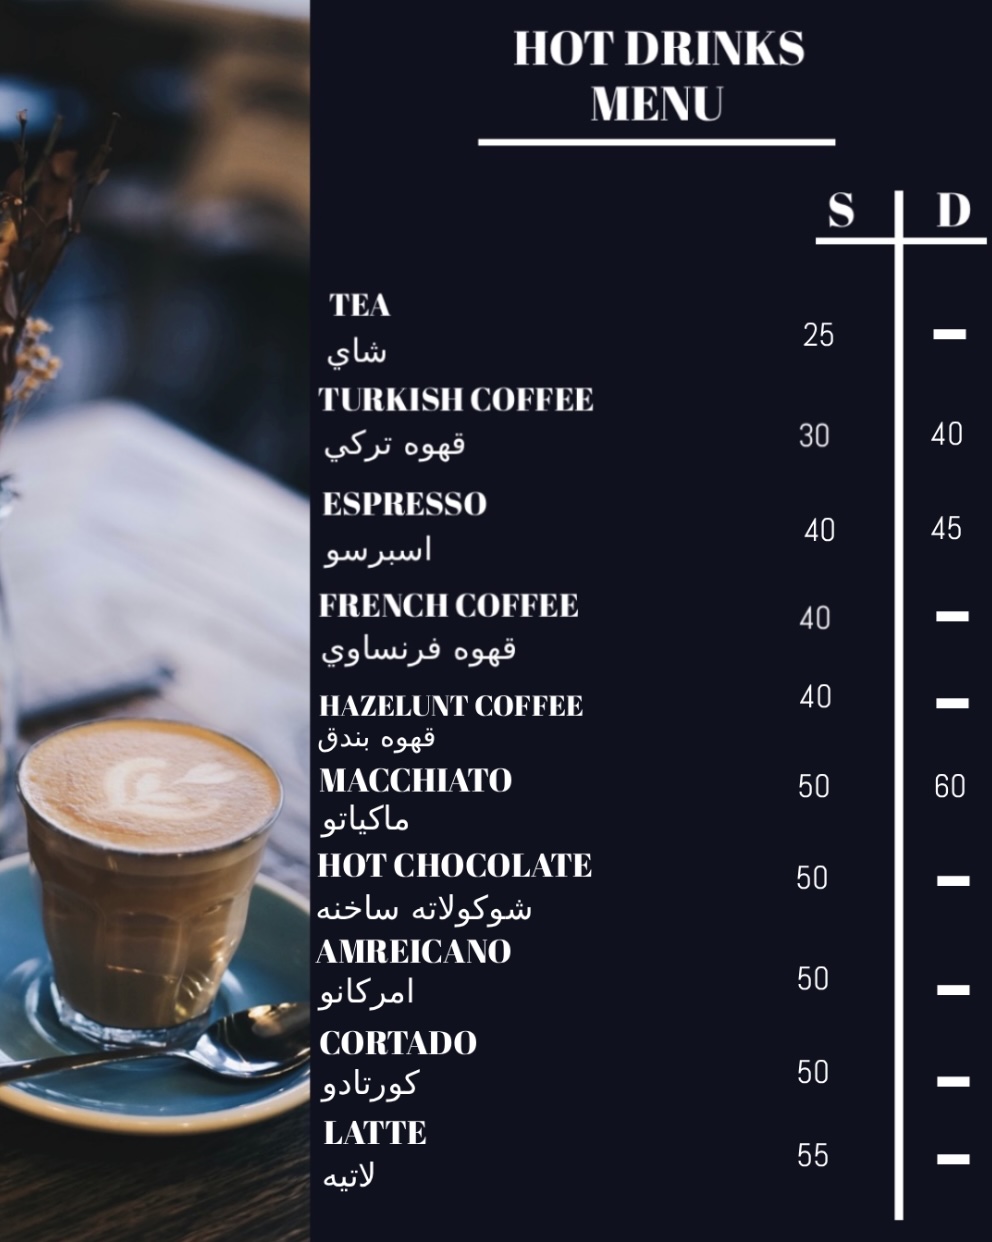 HOT DRINKS
MENU
S D
TEA
شاي
25 -
TURKISH COFFEE
قهوه تركي
30 40
ESPRESSO
اسبرسو
40 45
FRENCH COFFEE
قهوه فرنساوي
40 -
HAZELUNT COFFEE
قهوه بندق
40 -
MACCHIATO
ماكياتو
50 60
HOT CHOCOLATE
شوكولاته ساخنه
50 -
AMREICANO
امركانو
50 -
CORTADO
كورتادو
50 -
LATTE
لاتيه
55 -